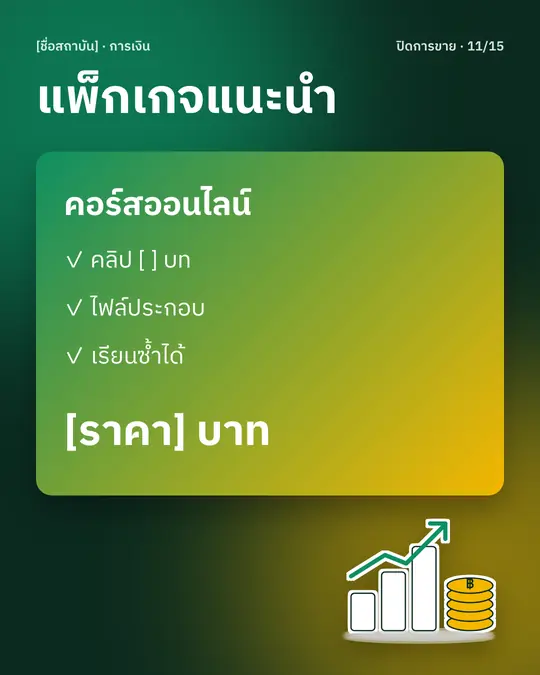 [ชื่อสถาบัน] · การเงิน
ปิดการขาย · 11/15
แพ็กเกจแนะนำ
คอร์สออนไลน์
✓ คลิป [ ] บท
✓ ไฟล์ประกอบ
✓ เรียนซ้ำได้
[ราคา] บาท
฿